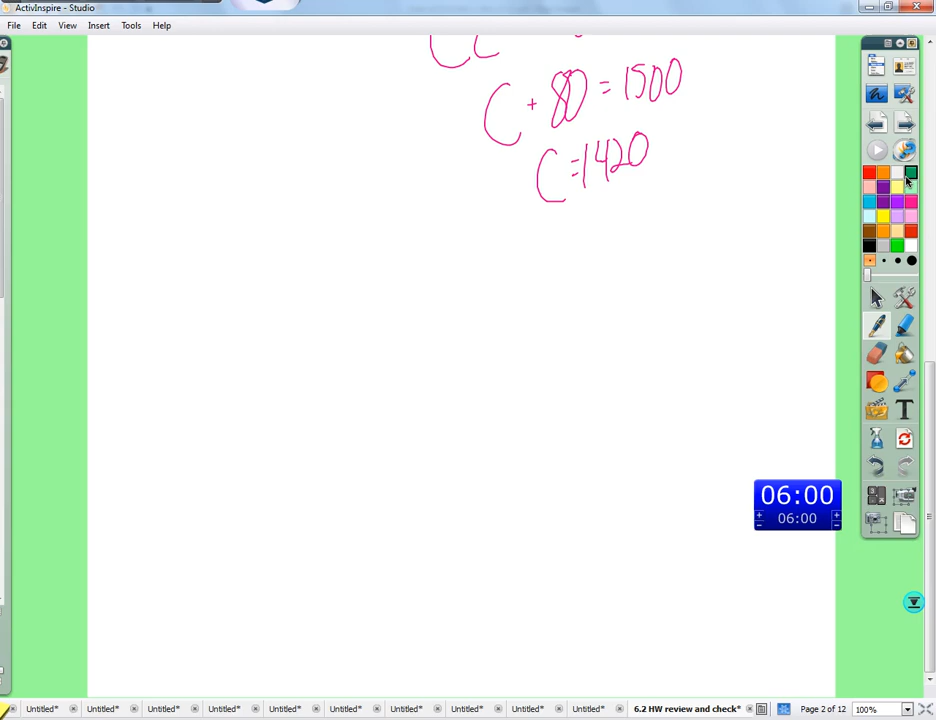 ActivInspire - Studio
File Edit View Insert Tools Help
C + 80 = 1500
C = 1420
06:00
06:00
Untitled* Untitled* Untitled* Untitled* Untitled* Untitled* Untitled* Untitled* Untitled* Untitled* 6.2 HW review and check* Page 2 of 12 100%